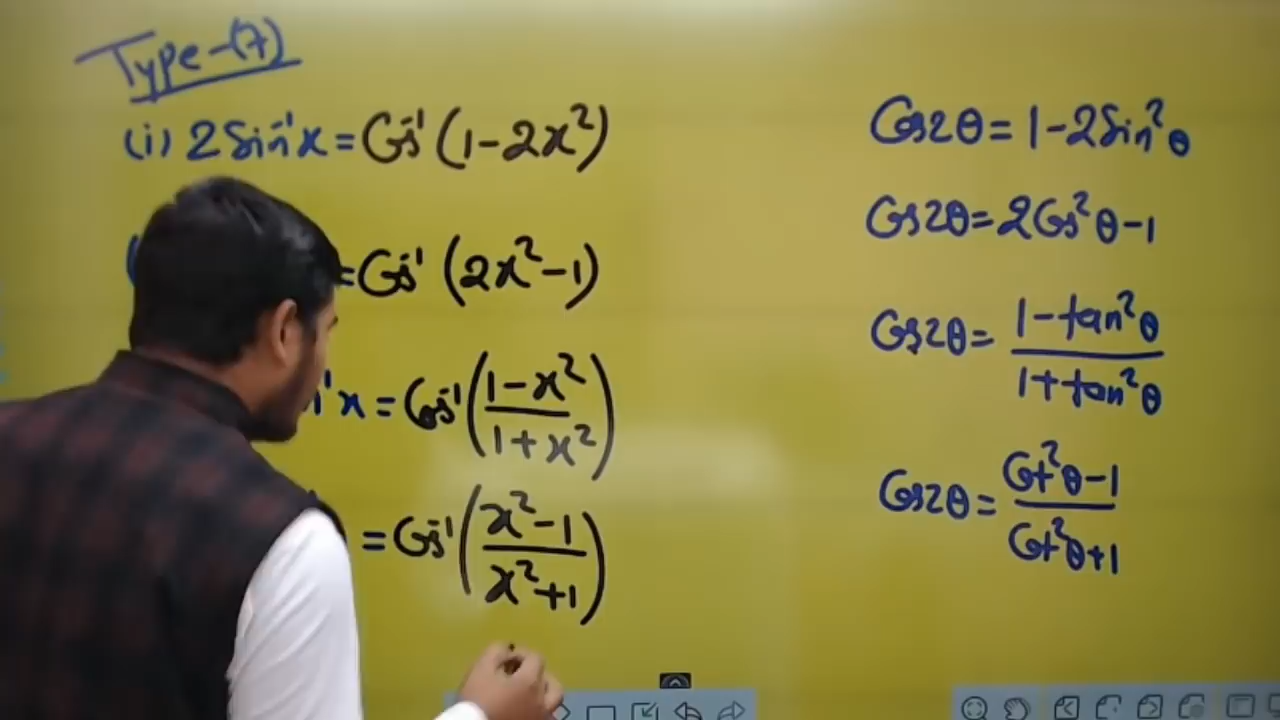 Type-(7)
(i) 2 Sin⁻¹x = Cos⁻¹ (1-2x²)
= Cos⁻¹ (2x²-1)
⁻¹x = Cos⁻¹ (1-x² / 1+x²)
= Cos⁻¹ (x²-1 / x²+1)
Cos2θ = 1-2Sin²θ
Cos2θ = 2Cos²θ-1
Cos2θ = 1-tan²θ / 1+tan²θ
Cos2θ = Cot²θ-1 / Cot²θ+1